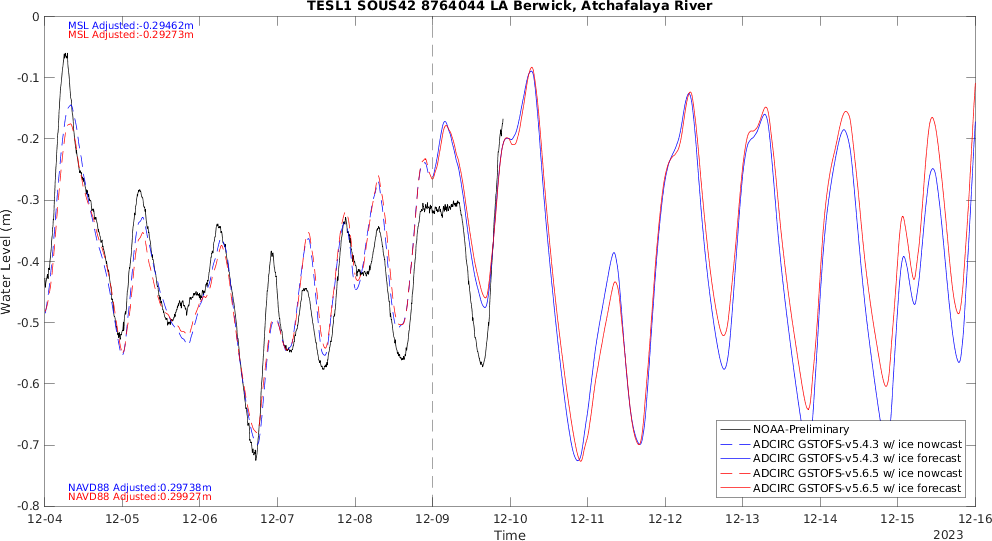 TESL1 SOUS42 8764044 LA Berwick, Atchafalaya River
MSL Adjusted:-0.29462m
MSL Adjusted:-0.29273m
0
-0.1
-0.2
-0.3
-0.4
-0.5
-0.6
-0.7
-0.8
Water Level (m)
NOAA-Preliminary
ADCIRC GSTOFS-v5.4.3 w/ ice nowcast
ADCIRC GSTOFS-v5.4.3 w/ ice forecast
ADCIRC GSTOFS-v5.6.5 w/ ice nowcast
ADCIRC GSTOFS-v5.6.5 w/ ice forecast
NAVD88 Adjusted:0.29738m
NAVD88 Adjusted:0.29927m
12-04 12-05 12-06 12-07 12-08 12-09 12-10 12-11 12-12 12-13 12-14 12-15 12-16
Time
2023